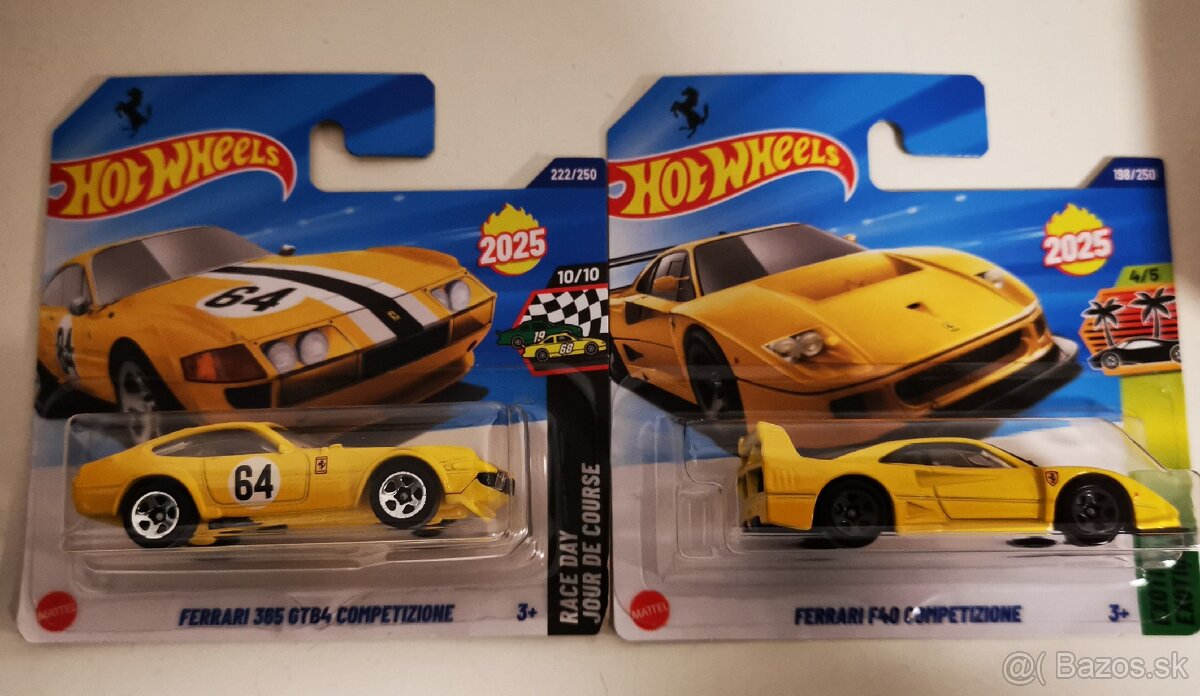 HOT WHEELS
222/250
2025
10/10
64
64
19
68
64
RACE DAY
JOUR DE COURSE
MATTEL
FERRARI 365 GTB4 COMPETIZIONE
3+
HOT WHEELS
198/250
2025
4/5
MATTEL
FERRARI F40 COMPETIZIONE
3+
@( Bazos.sk